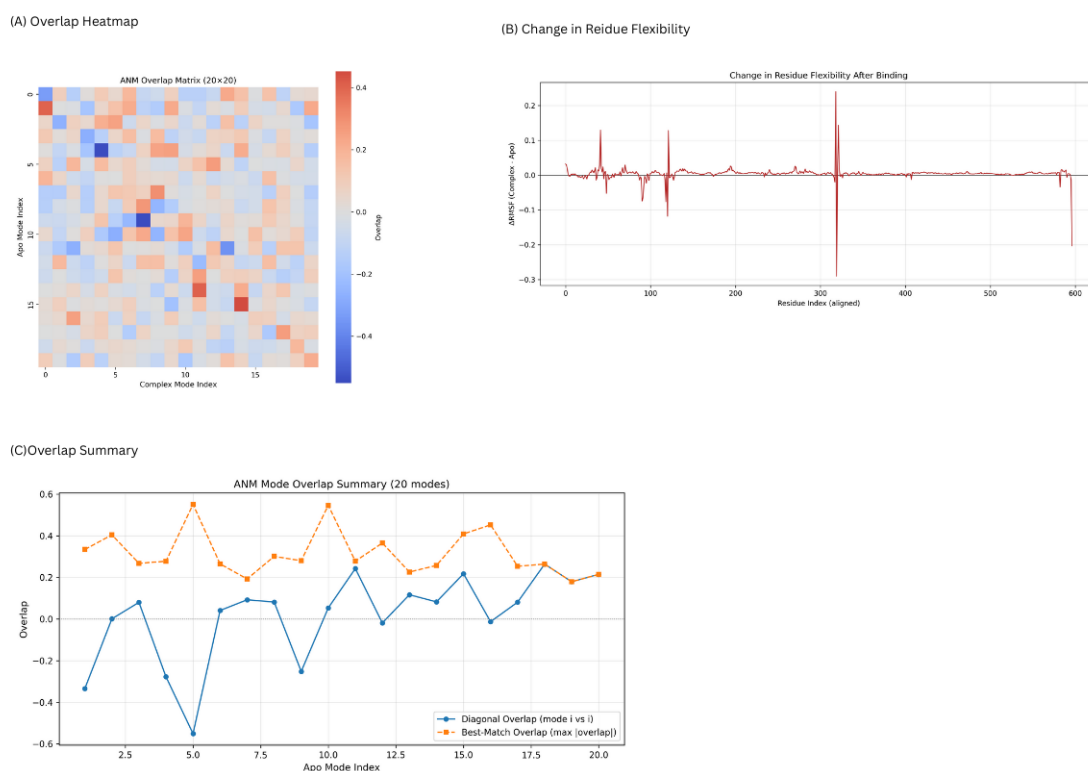 (A) Overlap Heatmap
(B) Change in Reidue Flexibility
ANM Overlap Matrix (20×20)
0
5
10
15
Apo Mode Index
0
5
10
15
Complex Mode Index
0.4
0.2
0.0
−0.2
−0.4
Overlap
Change in Residue Flexibility After Binding
0.2
0.1
0.0
−0.1
−0.2
−0.3
ΔRMSF (Complex - Apo)
0
100
200
300
400
500
600
Residue Index (aligned)
(C)Overlap Summary
ANM Mode Overlap Summary (20 modes)
0.6
0.4
0.2
0.0
−0.2
−0.4
−0.6
Overlap
Diagonal Overlap (mode i vs i)
Best-Match Overlap (max |overlap|)
2.5
5.0
7.5
10.0
12.5
15.0
17.5
20.0
Apo Mode Index